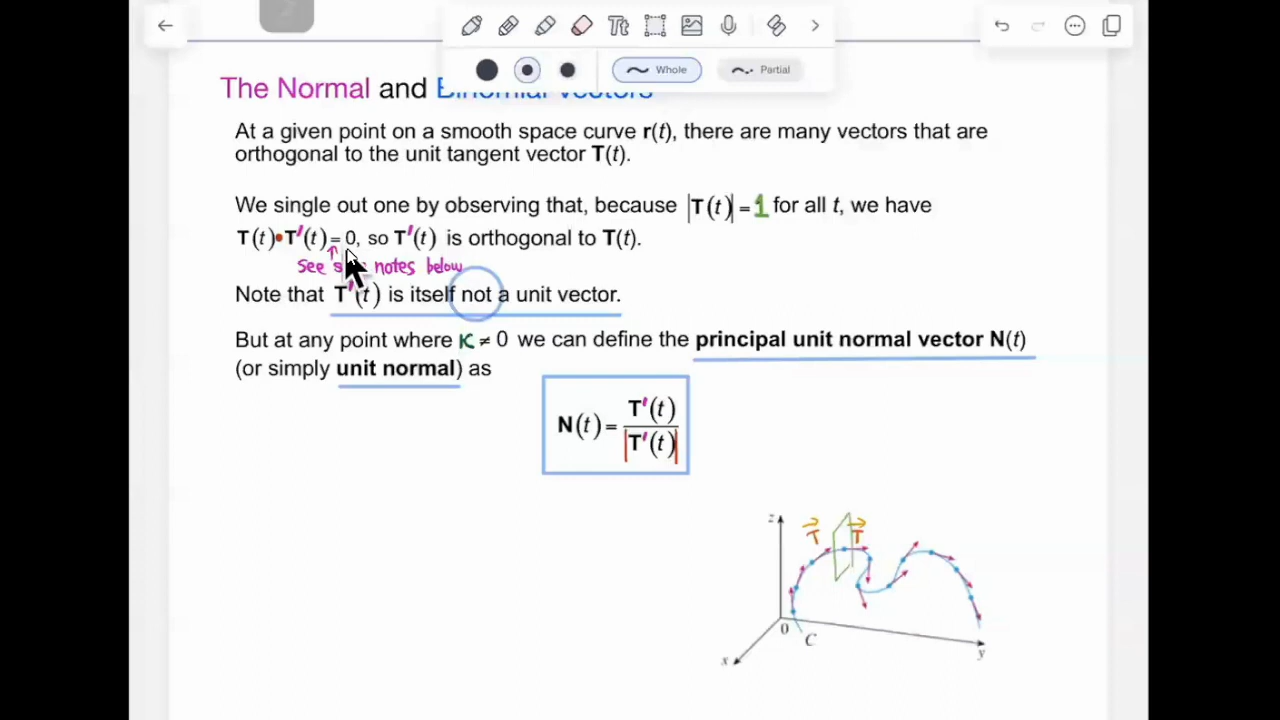 Whole
Partial
The Normal and
At a given point on a smooth space curve r(t), there are many vectors that are
orthogonal to the unit tangent vector T(t).
We single out one by observing that, because |T(t)| = 1 for all t, we have
T(t)•T'(t) = 0, so T'(t) is orthogonal to T(t).
See notes below
Note that T'(t) is itself not a unit vector.
But at any point where K ≠ 0 we can define the principal unit normal vector N(t)
(or simply unit normal) as
N(t) = T'(t) / |T'(t)|
z
T T
0
C
x
y